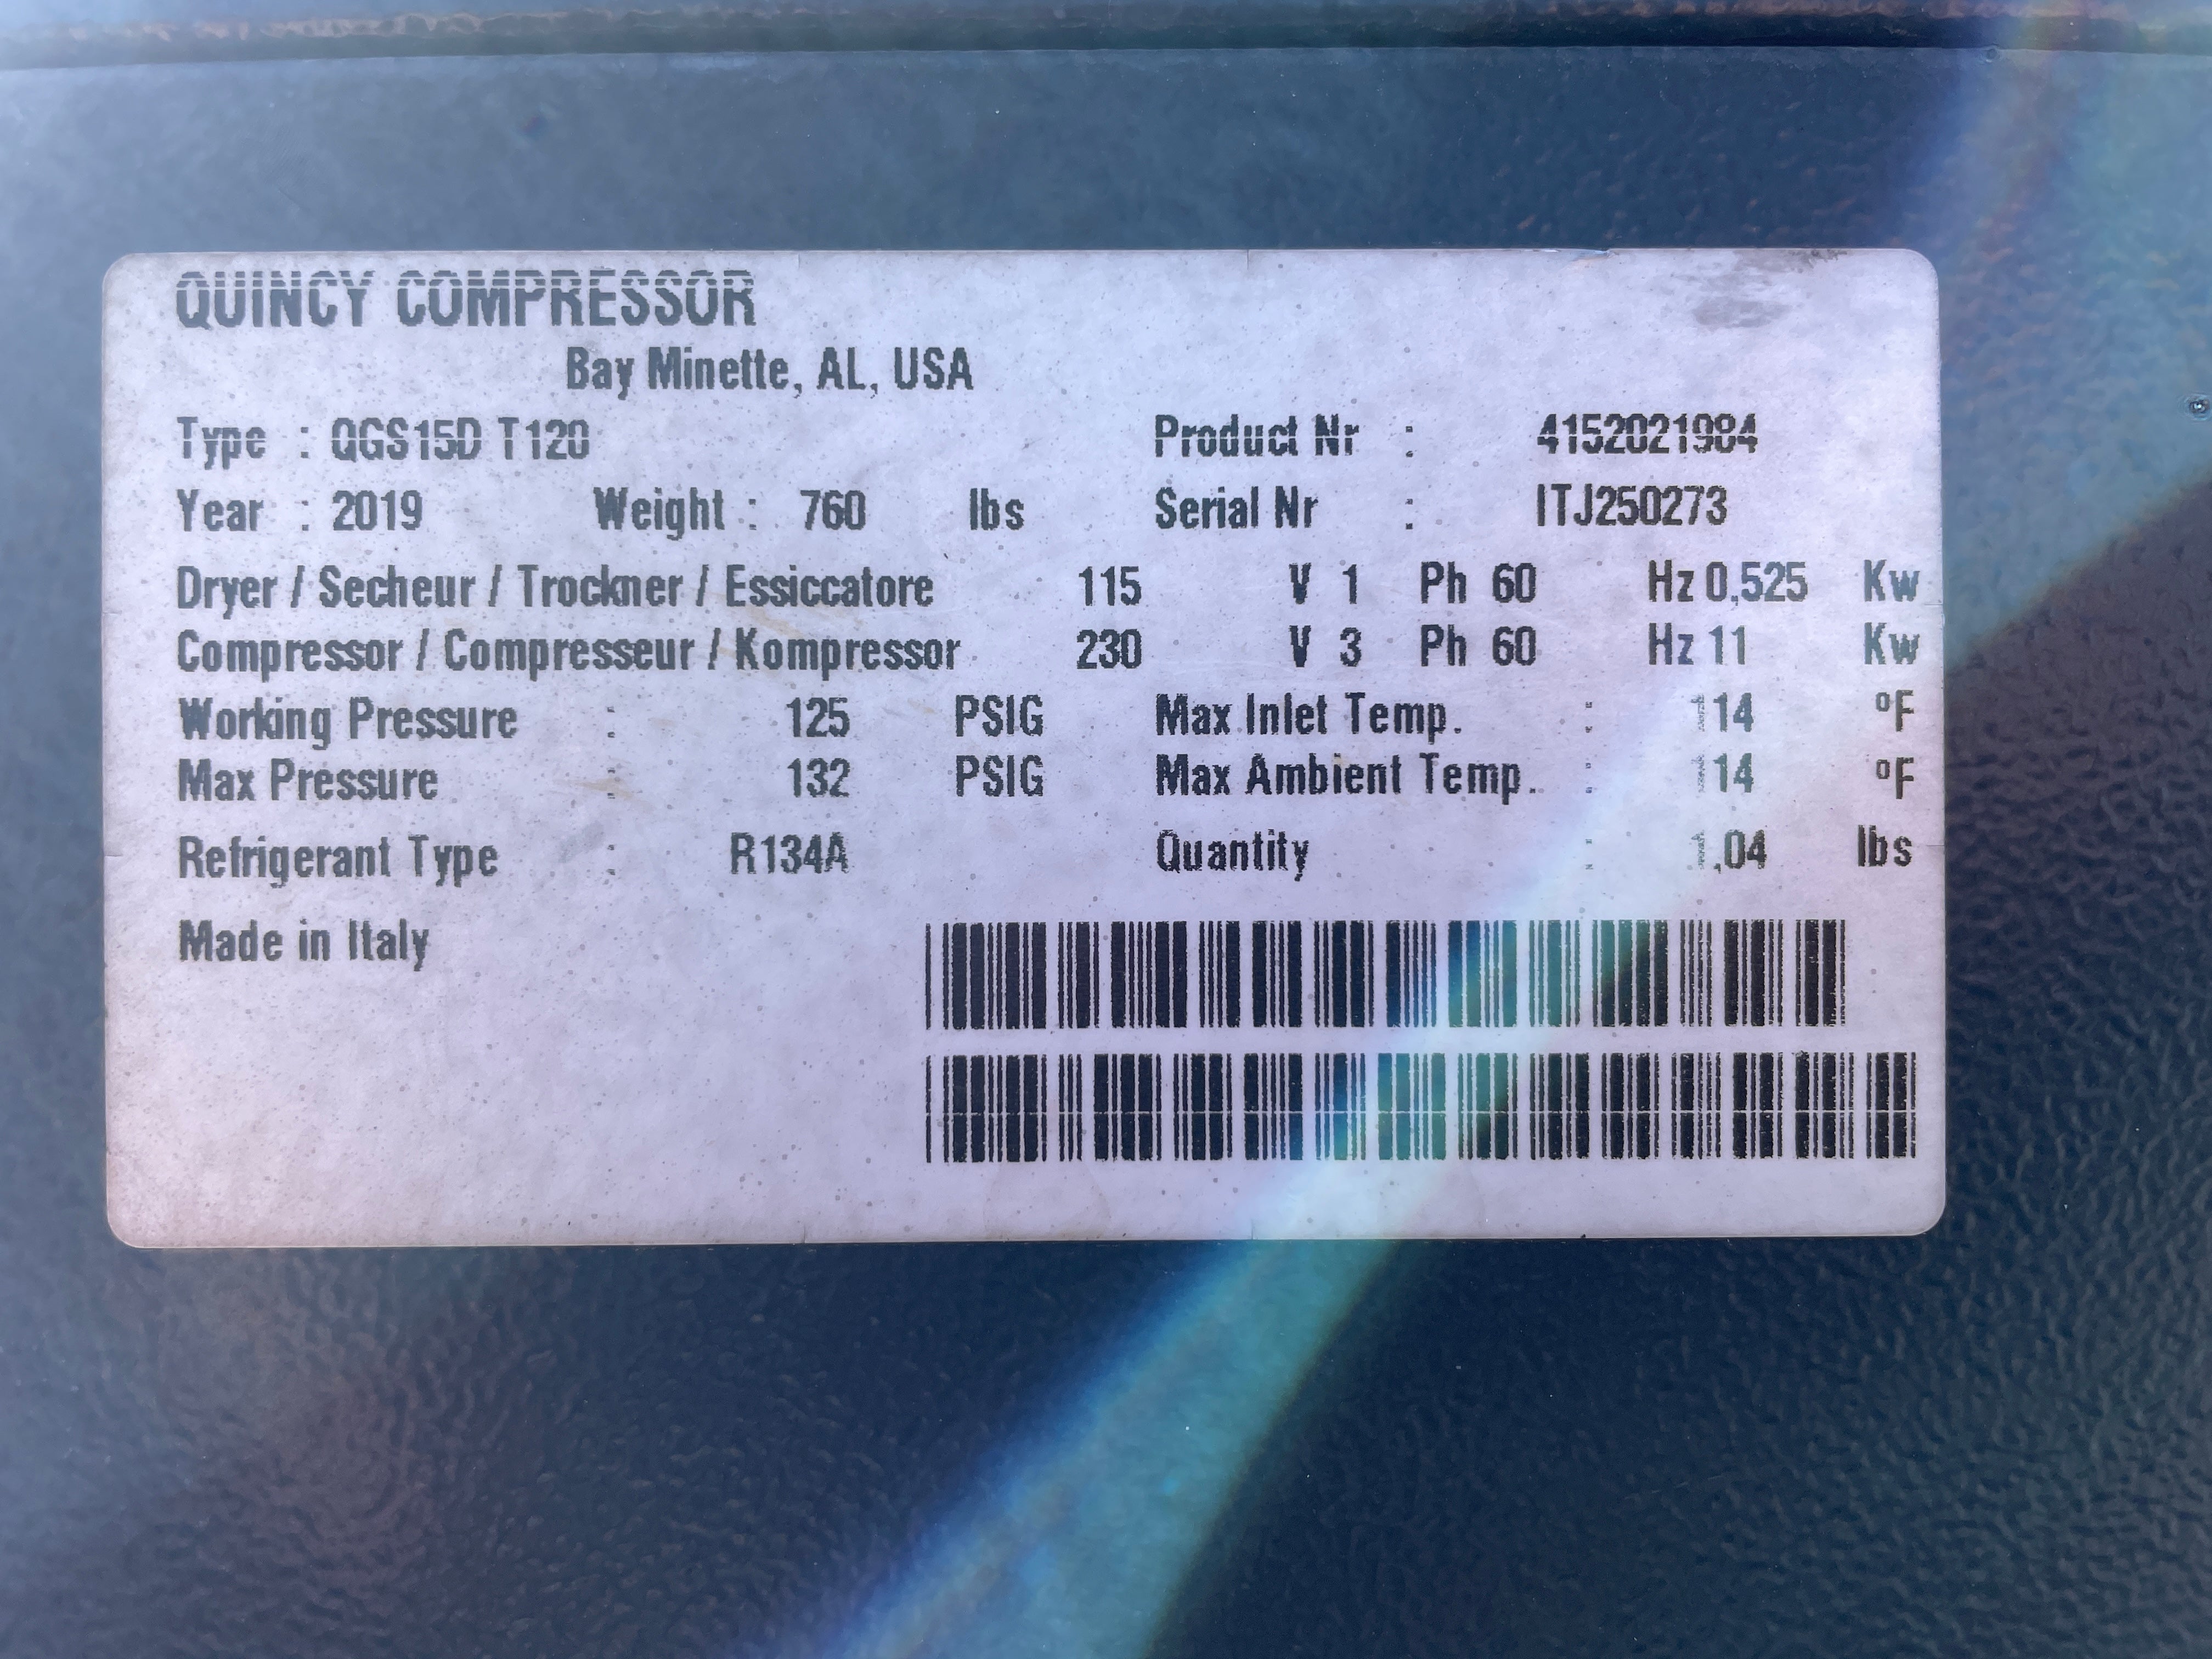 QUINCY COMPRESSOR
Bay Minette, AL, USA
Type : QGS15D T120 Product Nr : 4152021984
Year : 2019 Weight : 760 lbs Serial Nr : ITJ250273
Dryer / Secheur / Trockner / Essiccatore 115 V 1 Ph 60 Hz 0,525 Kw
Compressor / Compresseur / Kompressor 230 V 3 Ph 60 Hz 11 Kw
Working Pressure : 125 PSIG Max Inlet Temp. : 114 ºF
Max Pressure : 132 PSIG Max Ambient Temp. : 114 ºF
Refrigerant Type : R134A Quantity : 1,04 lbs
Made in Italy